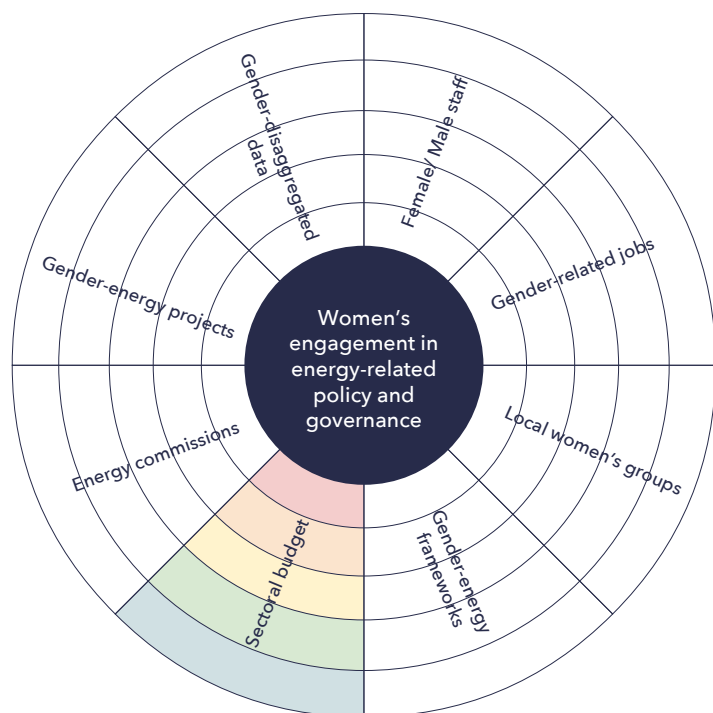 Gender-disaggregated
data
Female/ Male staff
Gender-related jobs
Gender-energy projects
Women's
engagement in
energy-related
policy and
governance
Local women's groups
Energy commissions
Sectoral budget
Gender-energy
frameworks